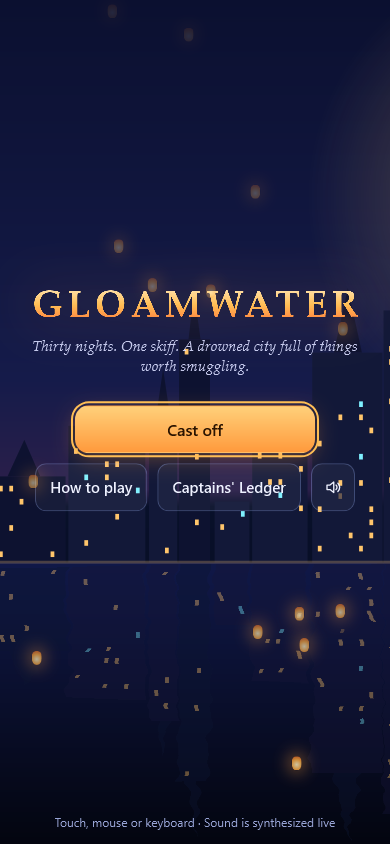 GLOAMWATER
Thirty nights. One skiff. A drowned city full of things
worth smuggling.
Cast off
How to play
Captains' Ledger
Touch, mouse or keyboard · Sound is synthesized live